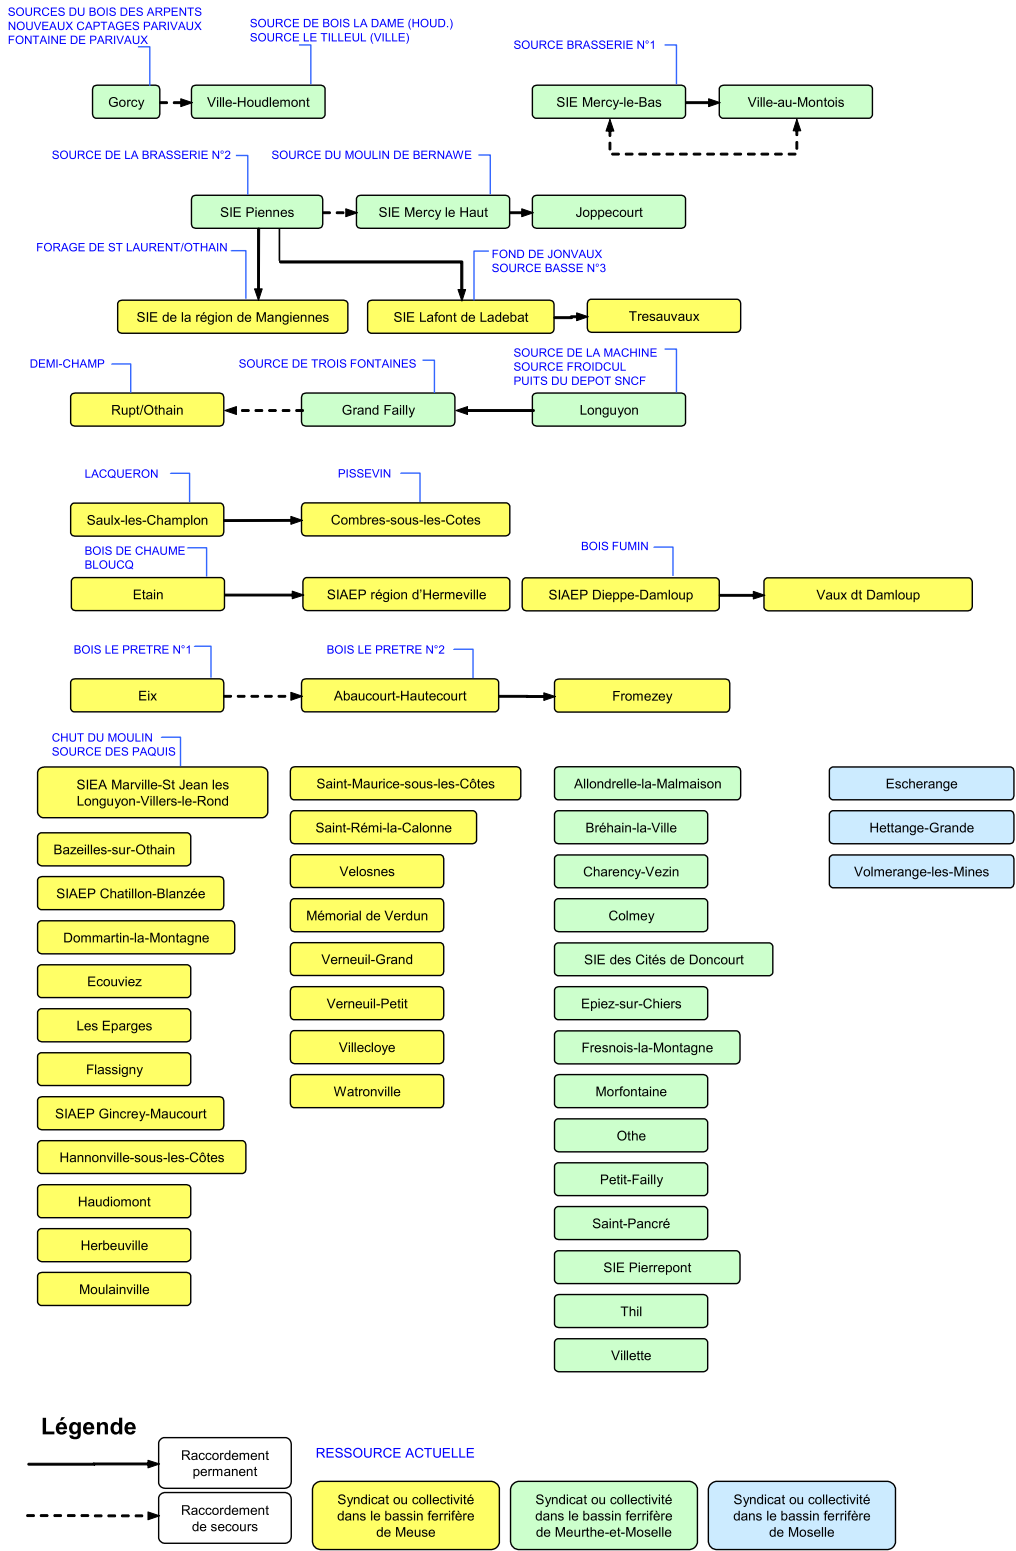 SOURCES DU BOIS DES ARPENTS
NOUVEAUX CAPTAGES PARIVAUX
FONTAINE DE PARIVAUX
SOURCE DE BOIS LA DAME (HOUD.)
SOURCE LE TILLEUL (VILLE)
SOURCE BRASSERIE N°1
Gorcy
Ville-Houdlemont
SIE Mercy-le-Bas
Ville-au-Montois
SOURCE DE LA BRASSERIE N°2
SOURCE DU MOULIN DE BERNAWE
SIE Piennes
SIE Mercy le Haut
Joppecourt
FORAGE DE ST LAURENT/OTHAIN
FOND DE JONVAUX
SOURCE BASSE N°3
SIE de la région de Mangiennes
SIE Lafont de Ladebat
Tresauvaux
DEMI-CHAMP
SOURCE DE TROIS FONTAINES
SOURCE DE LA MACHINE
SOURCE FROIDCUL
PUITS DU DEPOT SNCF
Rupt/Othain
Grand Failly
Longuyon
LACQUERON
PISSEVIN
Saulx-les-Champlon
Combres-sous-les-Cotes
BOIS DE CHAUME
BLOUCQ
BOIS FUMIN
Etain
SIAEP région d'Hermeville
SIAEP Dieppe-Damloup
Vaux dt Damloup
BOIS LE PRETRE N°1
BOIS LE PRETRE N°2
Eix
Abaucourt-Hautecourt
Fromezey
CHUT DU MOULIN
SOURCE DES PAQUIS
SIEA Marville-St Jean les
Longuyon-Villers-le-Rond
Bazeilles-sur-Othain
SIAEP Chatillon-Blanzée
Dommartin-la-Montagne
Ecouviez
Les Eparges
Flassigny
SIAEP Gincrey-Maucourt
Hannonville-sous-les-Côtes
Haudiomont
Herbeuville
Moulainville
Saint-Maurice-sous-les-Côtes
Saint-Rémi-la-Calonne
Velosnes
Mémorial de Verdun
Verneuil-Grand
Verneuil-Petit
Villecloye
Watronville
Allondrelle-la-Malmaison
Bréhain-la-Ville
Charency-Vezin
Colmey
SIE des Cités de Doncourt
Epiez-sur-Chiers
Fresnois-la-Montagne
Morfontaine
Othe
Petit-Failly
Saint-Pancré
SIE Pierrepont
Thil
Villette
Escherange
Hettange-Grande
Volmerange-les-Mines
Légende
Raccordement
permanent
Raccordement
de secours
RESSOURCE ACTUELLE
Syndicat ou collectivité
dans le bassin ferrifère
de Meuse
Syndicat ou collectivité
dans le bassin ferrifère
de Meurthe-et-Moselle
Syndicat ou collectivité
dans le bassin ferrifère
de Moselle